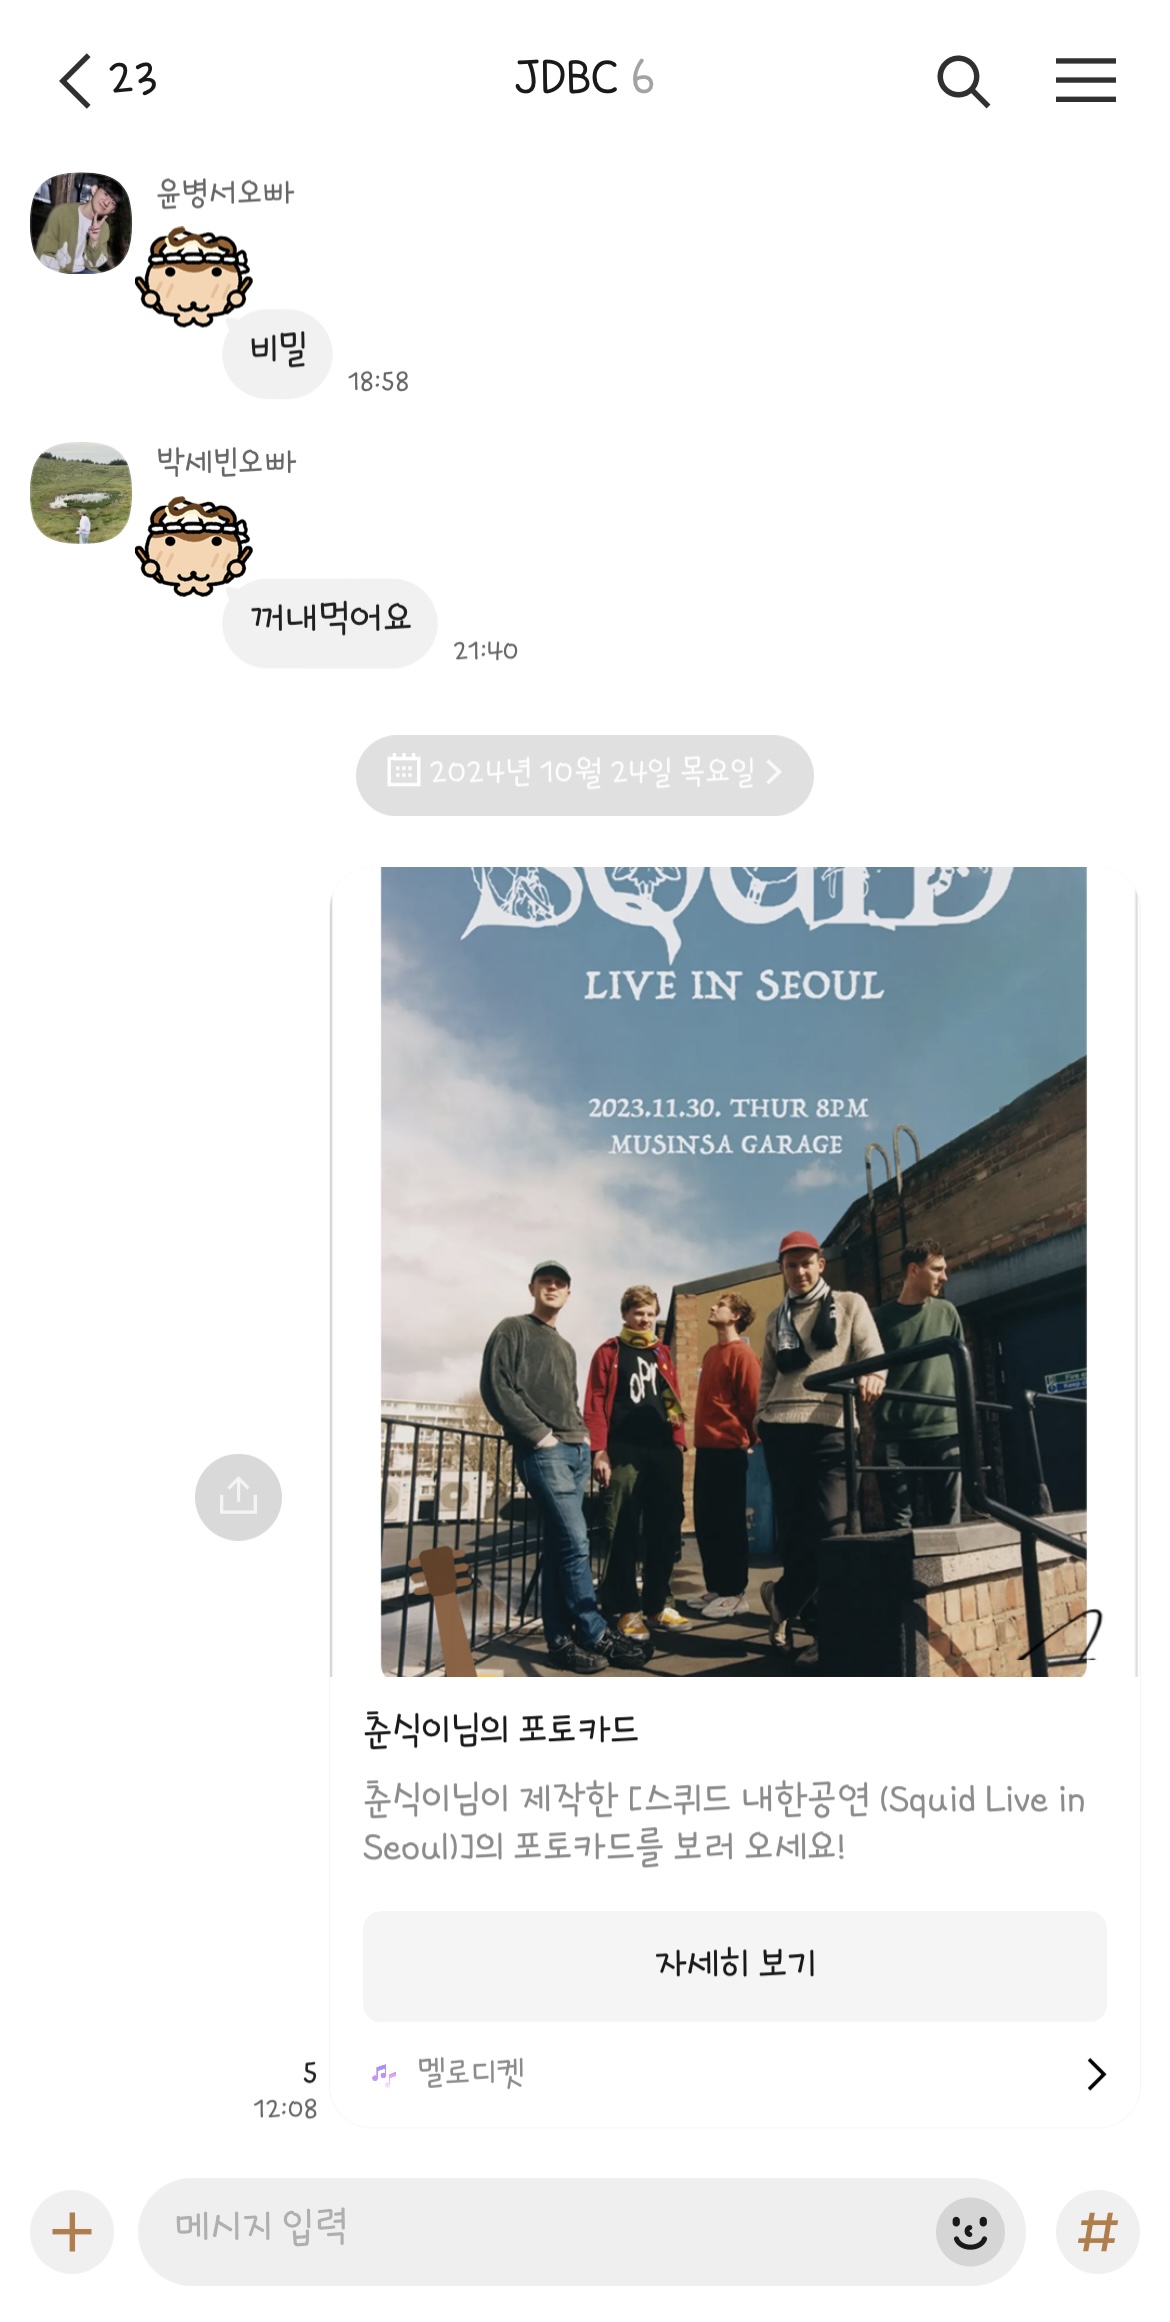 23
JDBC 6
윤병서오빠
비밀
18:58
박세빈오빠
꺼내먹어요
21:40
2024년 10월 24일 목요일
SQUID
LIVE IN SEOUL
2023.11.30. THUR 8PM
MUSINSA GARAGE
춘식이님의 포토카드
춘식이님이 제작한 [스퀴드 내한공연 (Squid Live in
Seoul)]의 포토카드를 보러 오세요!
자세히 보기
5
멜로디켓
12:08
메시지 입력
#